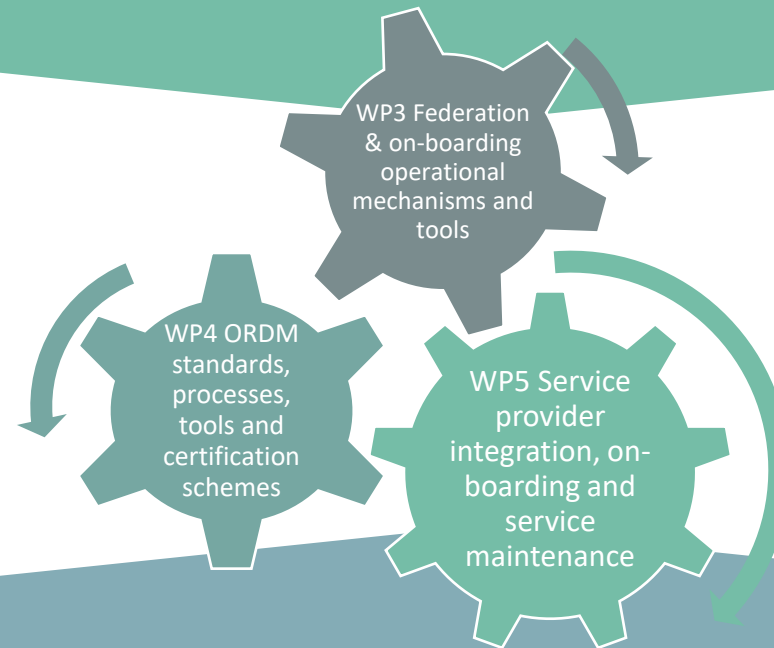 WP3 Federation
& on-boarding
operational
mechanisms and
tools
WP4 ORDM
standards,
processes,
tools and
certification
schemes
WP5 Service
provider
integration, on-
boarding and
service
maintenance